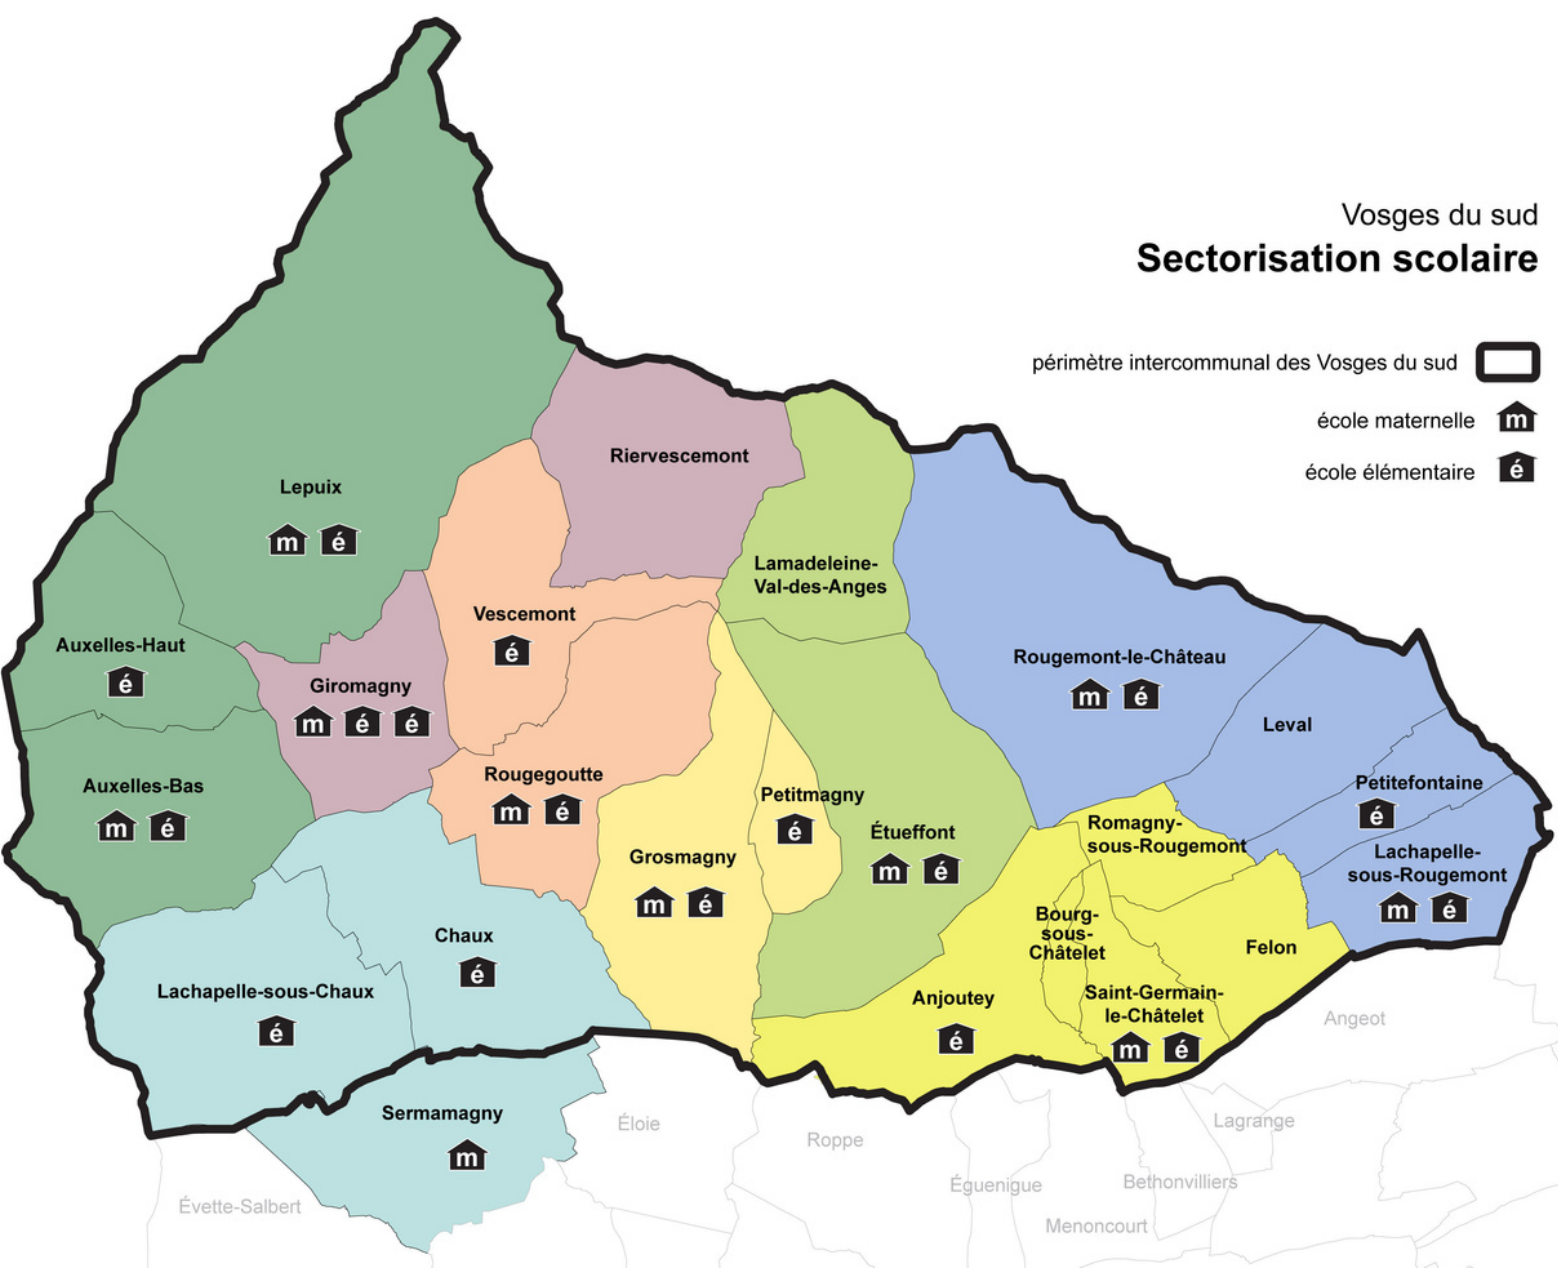 Vosges du sud
Sectorisation scolaire
périmètre intercommunal des Vosges du sud
école maternelle
m
école élémentaire
é
Riervescemont
Lepuix
m é
Lamadeleine-
Val-des-Anges
Vescemont
é
Auxelles-Haut
é
Rougemont-le-Château
m é
Giromagny
m é é
Leval
Rougegoutte
m é
Auxelles-Bas
m é
Petitefontaine
é
Petitmagny
é
Romagny-
sous-Rougemont
Étueffont
m é
Grosmagny
m é
Lachapelle-
sous-Rougemont
m é
Bourg-
sous-
Châtelet
Chaux
é
Felon
Lachapelle-sous-Chaux
é
Anjoutey
é
Saint-Germain-
le-Châtelet
m é
Angeot
Sermamagny
m
Éloie
Roppe
Lagrange
Éguenigue
Bethonvilliers
Évette-Salbert
Menoncourt